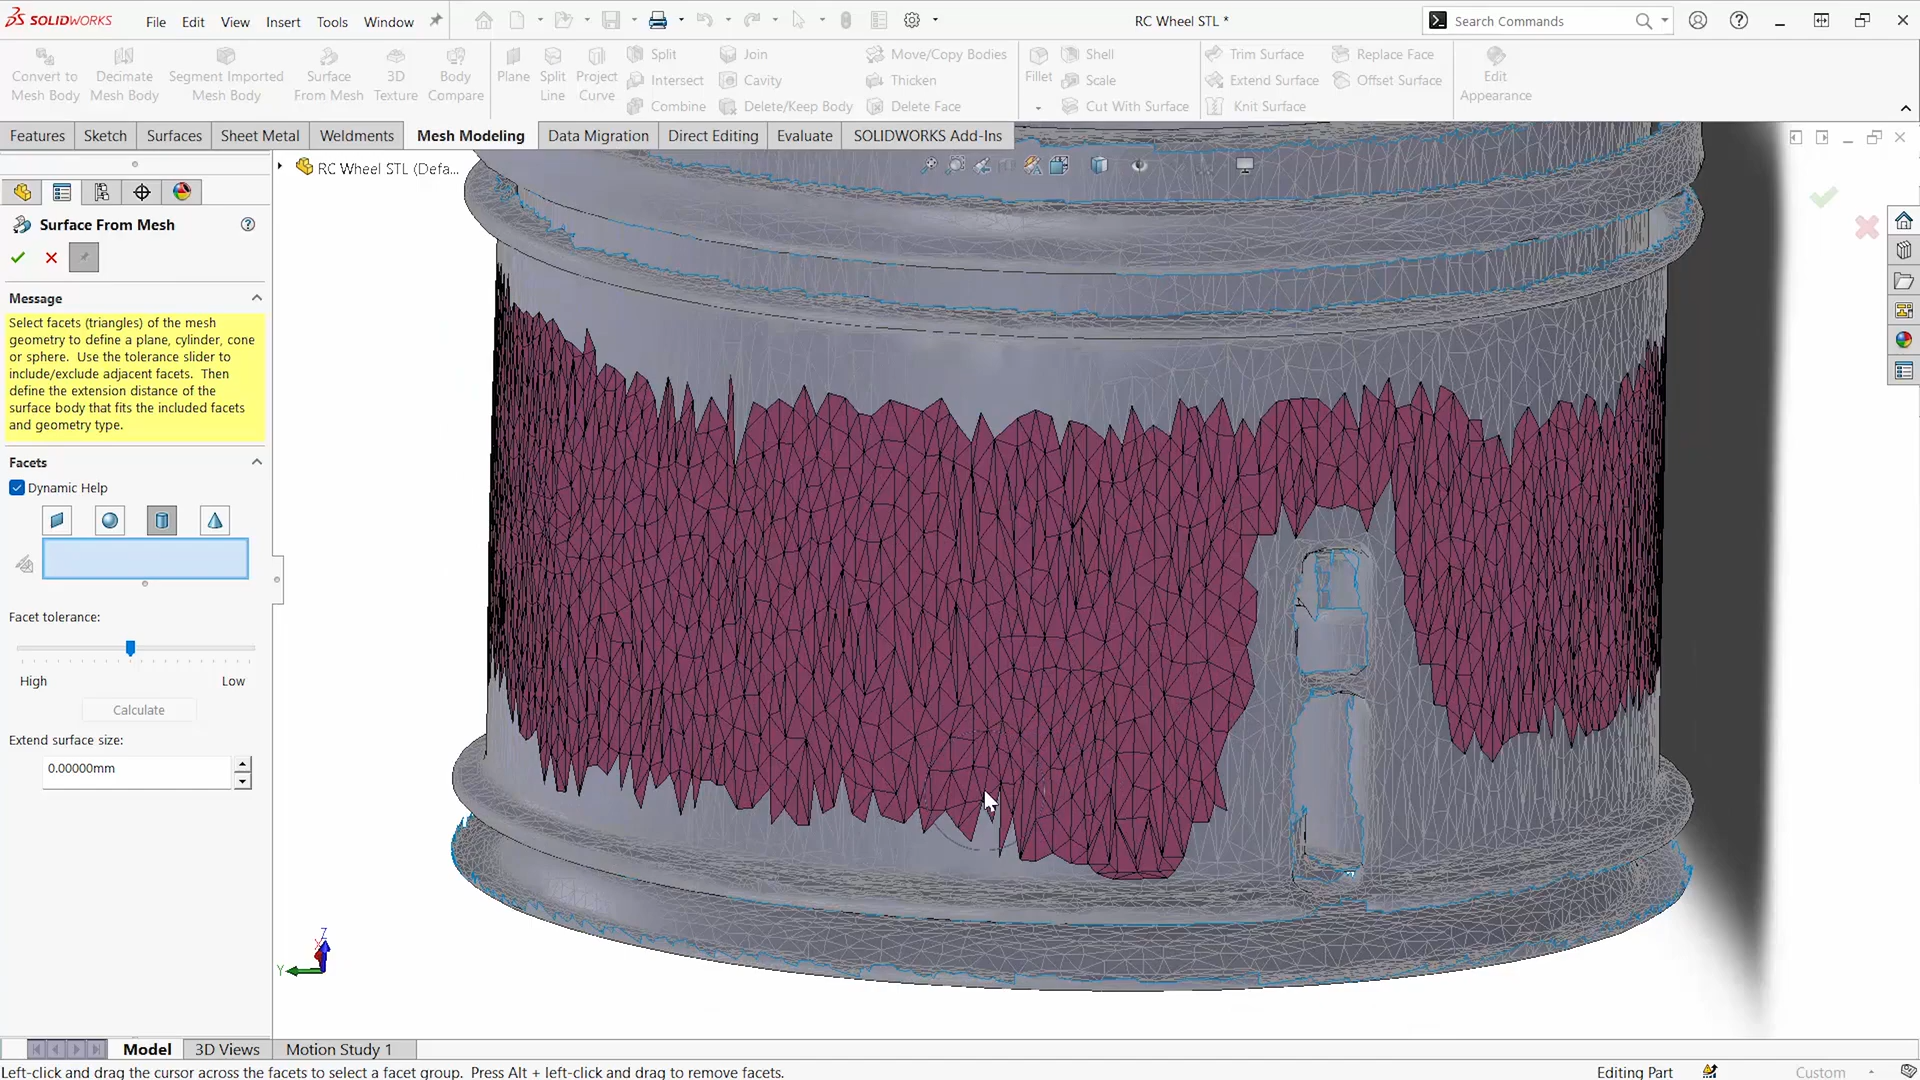 SOLIDWORKS
File Edit View Insert Tools Window
RC Wheel STL *
Search Commands
Convert to Mesh Body
Decimate Mesh Body
Segment Imported Mesh Body
Surface From Mesh
3D Texture
Body Compare
Plane
Split Line
Project Curve
Split
Intersect
Combine
Join
Cavity
Delete/Keep Body
Move/Copy Bodies
Thicken
Delete Face
Fillet
Shell
Scale
Cut With Surface
Trim Surface
Extend Surface
Knit Surface
Replace Face
Offset Surface
Edit Appearance
Features Sketch Surfaces Sheet Metal Weldments Mesh Modeling Data Migration Direct Editing Evaluate SOLIDWORKS Add-Ins
RC Wheel STL (Defa...
Surface From Mesh
Message
Select facets (triangles) of the mesh
geometry to define a plane, cylinder, cone
or sphere. Use the tolerance slider to
include/exclude adjacent facets. Then
define the extension distance of the
surface body that fits the included facets
and geometry type.
Facets
Dynamic Help
Facet tolerance:
High Low
Calculate
Extend surface size:
0.00000mm
Z
X
Y
Model 3D Views Motion Study 1
Left-click and drag the cursor across the facets to select a facet group. Press Alt + left-click and drag to remove facets.
Editing Part
Custom